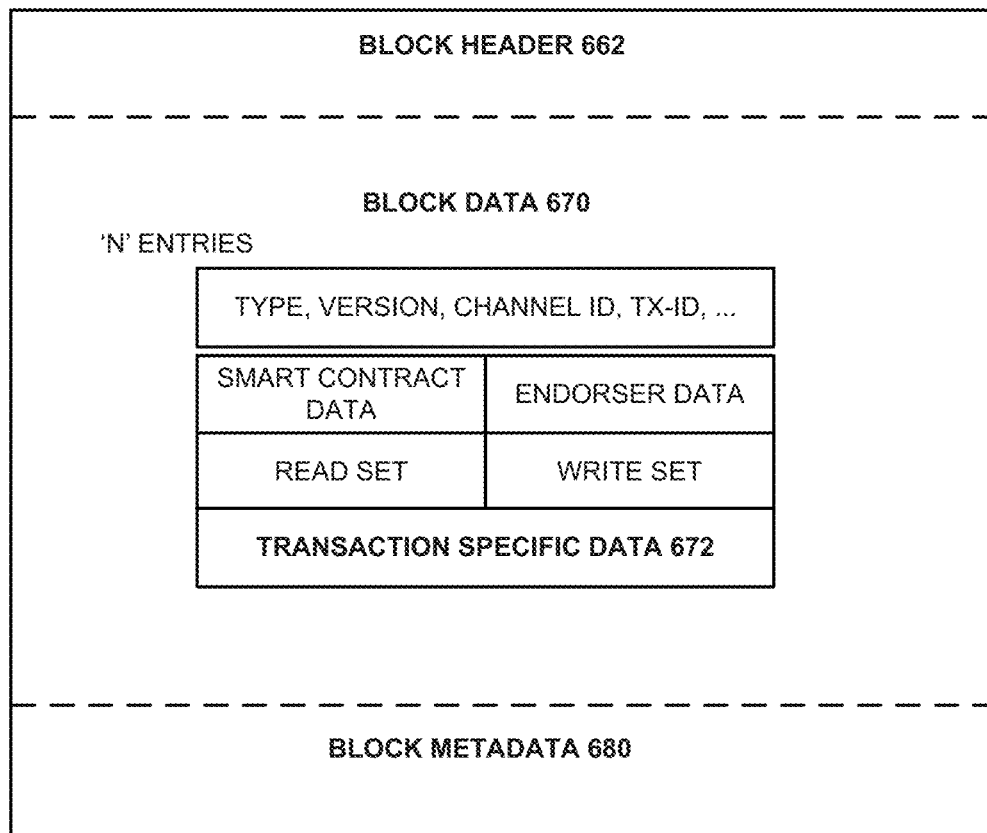 BLOCK HEADER 662
BLOCK DATA 670
‘N’ ENTRIES
TYPE, VERSION, CHANNEL ID, TX-ID, ...
SMART CONTRACT
DATA
ENDORSER DATA
READ SET
WRITE SET
TRANSACTION SPECIFIC DATA 672
BLOCK METADATA 680